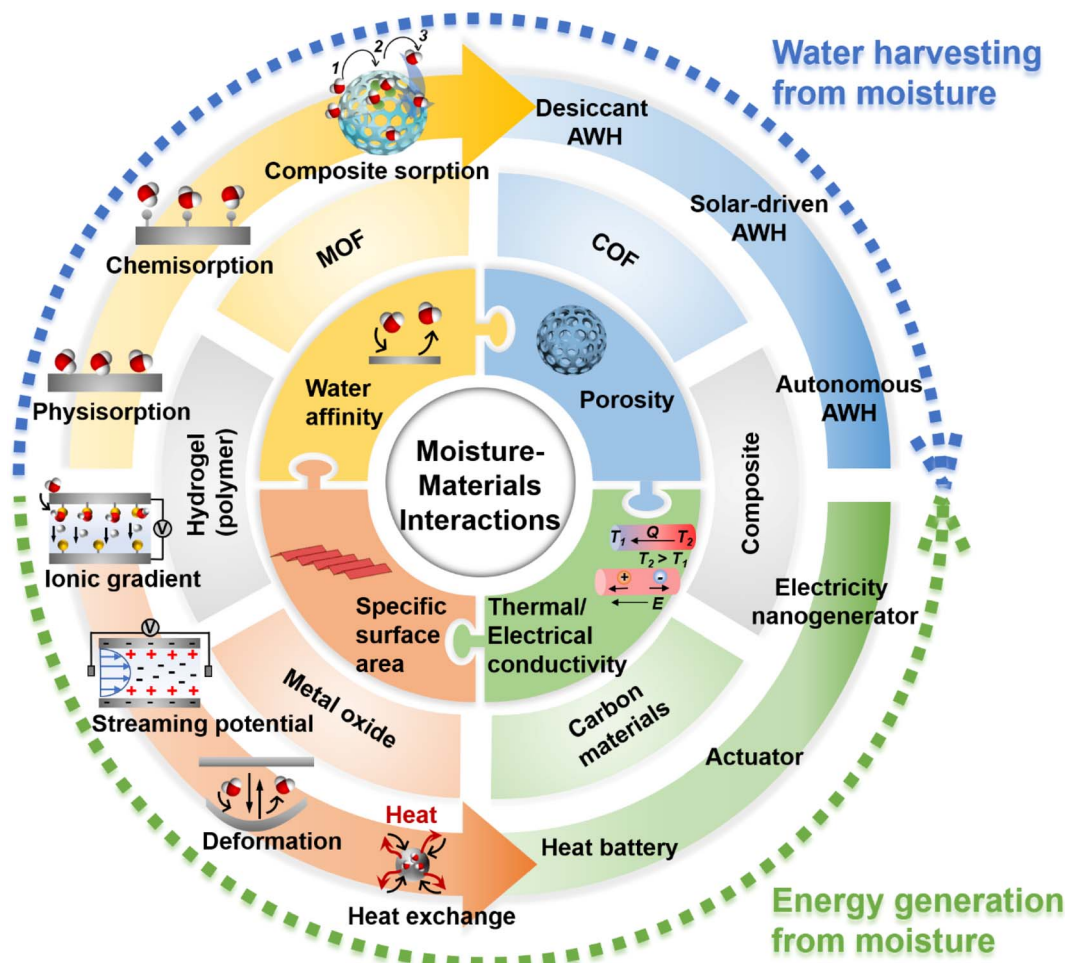 Water harvesting
from moisture
1
2
3
Composite sorption
Desiccant
AWH
Solar-driven
AWH
Autonomous
AWH
Chemisorption
Physisorption
MOF
COF
Hydrogel
(polymer)
Composite
Metal oxide
Carbon
materials
Water
affinity
Porosity
Moisture-
Materials
Interactions
Specific
surface
area
Thermal/
Electrical
conductivity
T1
Q
T2
T2 > T1
+
-
E
V
Ionic gradient
V
- - - - - -
+ + + +
- - - -
- - -
+ + + +
- - - - - -
Streaming potential
Deformation
Heat
Heat exchange
Electricity
nanogenerator
Actuator
Heat battery
Energy generation
from moisture